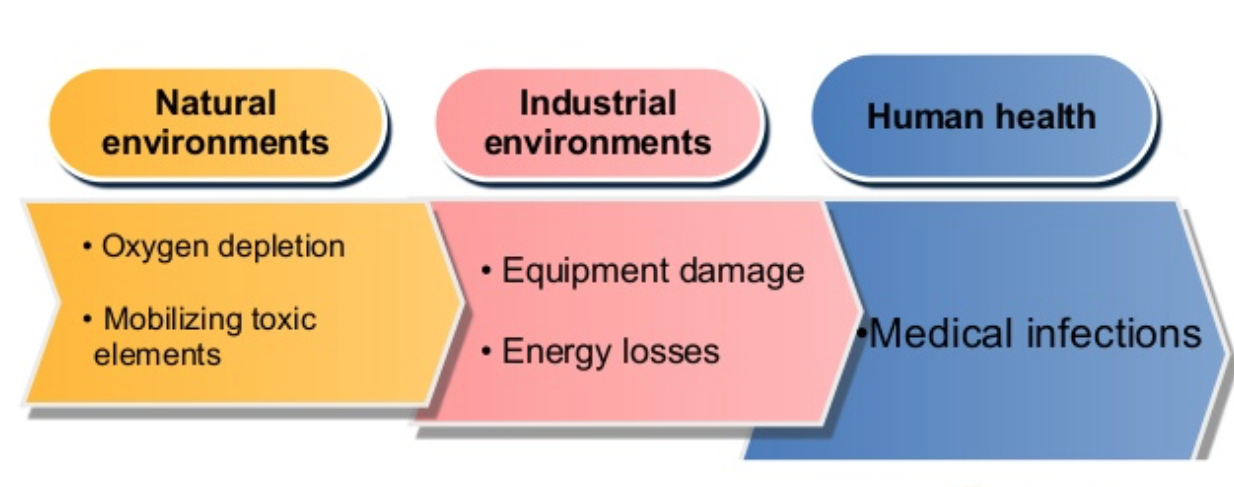 Natural
environments
Industrial
environments
Human health
• Oxygen depletion
• Mobilizing toxic
elements
• Equipment damage
• Energy losses
•Medical infections